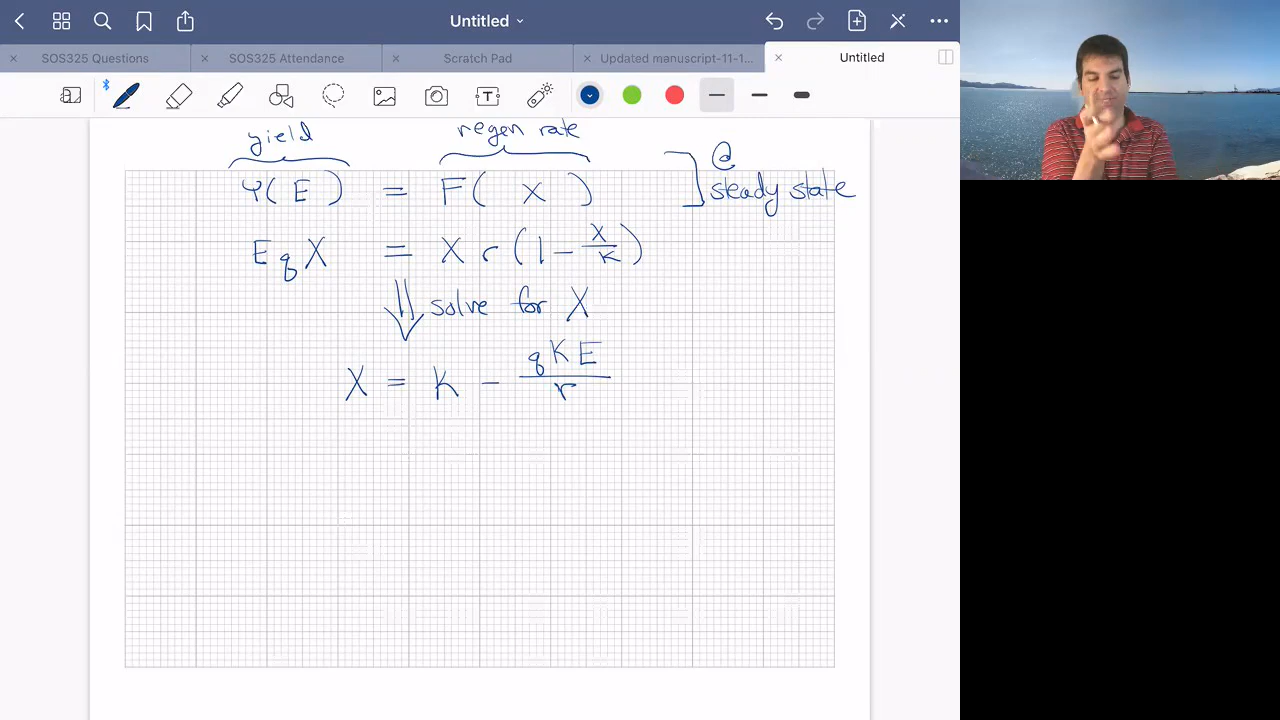 Untitled
SOS325 Questions
SOS325 Attendance
Scratch Pad
Updated manuscript-11-1...
Untitled
yield regen rate
Y(E) = F(X) ] @ steady state
EqX = Xr(1 - X/K)
⇓ solve for X
X = K - qKE/r